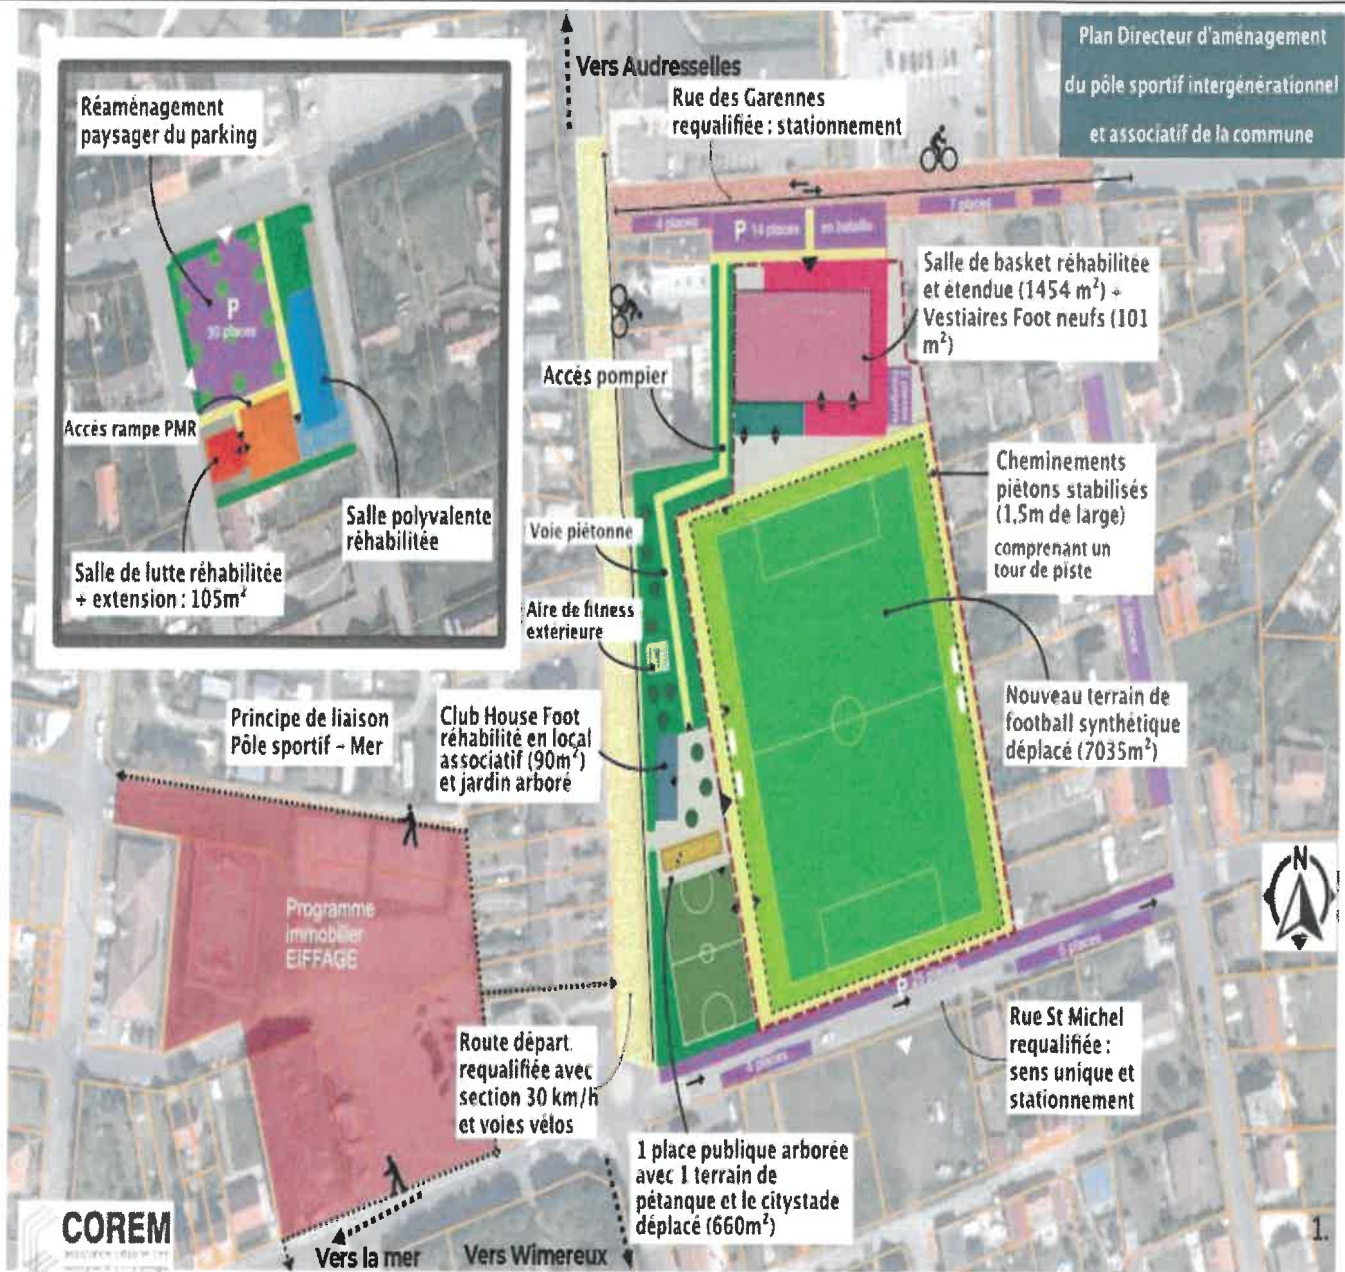 Plan Directeur d'aménagement
du pôle sportif intergénérationnel
et associatif de la commune
Vers Audresselles
Rue des Garennes
requalifiée : stationnement
4 places
P 14 places
en bataille
7 places
Réaménagement
paysager du parking
P
Accès rampe PMR
Salle polyvalente
réhabilitée
Salle de lutte réhabilitée
+ extension : 105m²
Salle de basket réhabilitée
et étendue (1454 m²) +
Vestiaires Foot neufs (101
m²)
Accès pompier
Cheminements
piétons stabilisés
(1,5m de large)
comprenant un
tour de piste
Voie piétonne
Aire de fitness
extérieure
Nouveau terrain de
football synthétique
déplacé (7035m²)
Principe de liaison
Pôle sportif - Mer
Club House Foot
réhabilité en local
associatif (90m²)
et jardin arboré
Programme
immobilier
EIFFAGE
N
P
places
places
Route départ.
requalifiée avec
section 30 km/h
et voies vélos
Rue St Michel
requalifiée :
sens unique et
stationnement
1 place publique arborée
avec 1 terrain de
pétanque et le citystade
déplacé (660m²)
COREM
Vers la mer
Vers Wimereux
1.